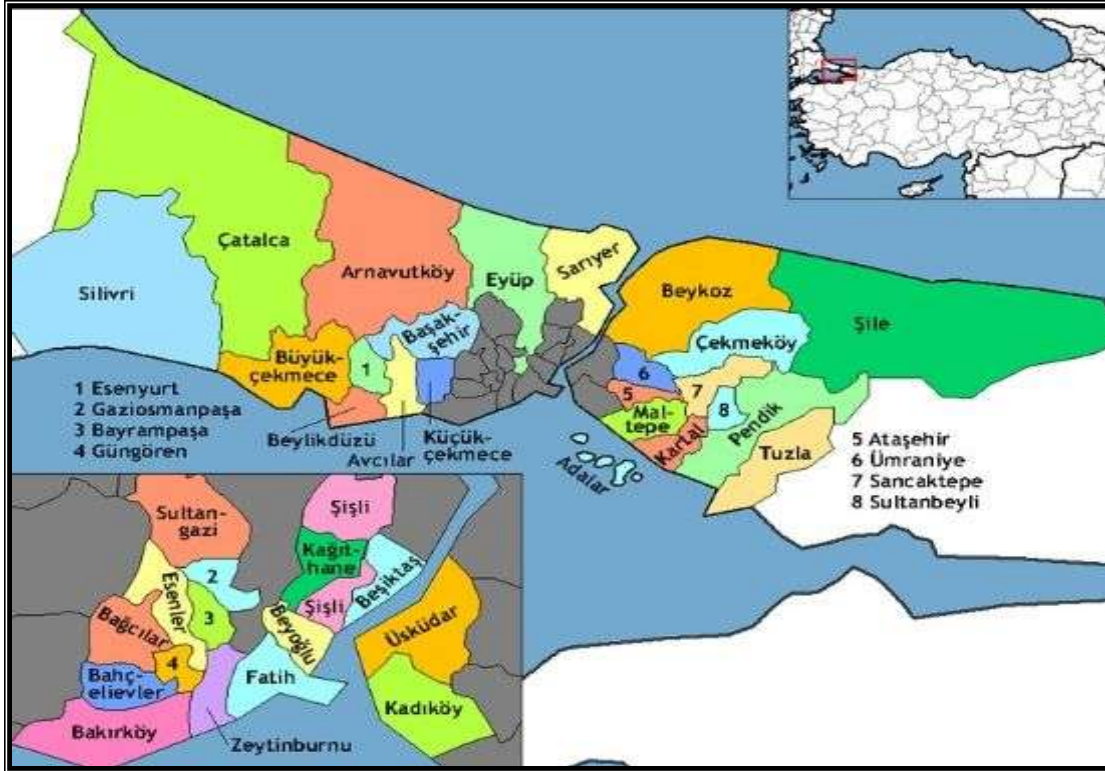 Çatalca
Silivri
Arnavutköy
Eyüp
Sarıyer
Beykoz
Şile
Başak-
şehir
Çekmeköy
Büyük-
çekmece
1
6
5
7
8
Mal-
tepe
Kartal
Pendik
Tuzla
Adalar
Beylikdüzü
Avcılar
Küçük-
çekmece
1 Esenyurt
2 Gaziosmanpaşa
3 Bayrampaşa
4 Güngören
5 Ataşehir
6 Ümraniye
7 Sancaktepe
8 Sultanbeyli
Sultan-
gazi
Şişli
Kağıt-
hane
2
Esenler
3
Şişli
Beşiktaş
Bağcılar
Beyoğlu
Üsküdar
4
Bahç-
elievler
Fatih
Kadıköy
Bakırköy
Zeytinburnu